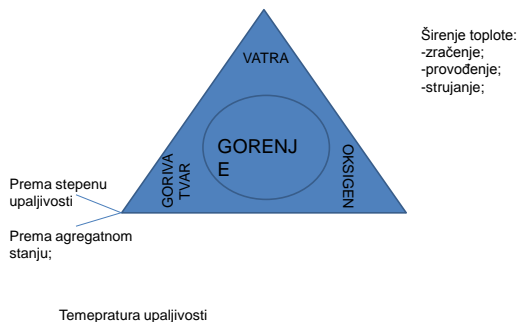 VATRA
Širenje toplote:
-zračenje;
-provođenje;
-strujanje;
GORENJ
E
GORIVA
TVAR
OKSIGEN
Prema stepenu
upaljivosti
Prema agregatnom
stanju;
Temepratura upaljivosti